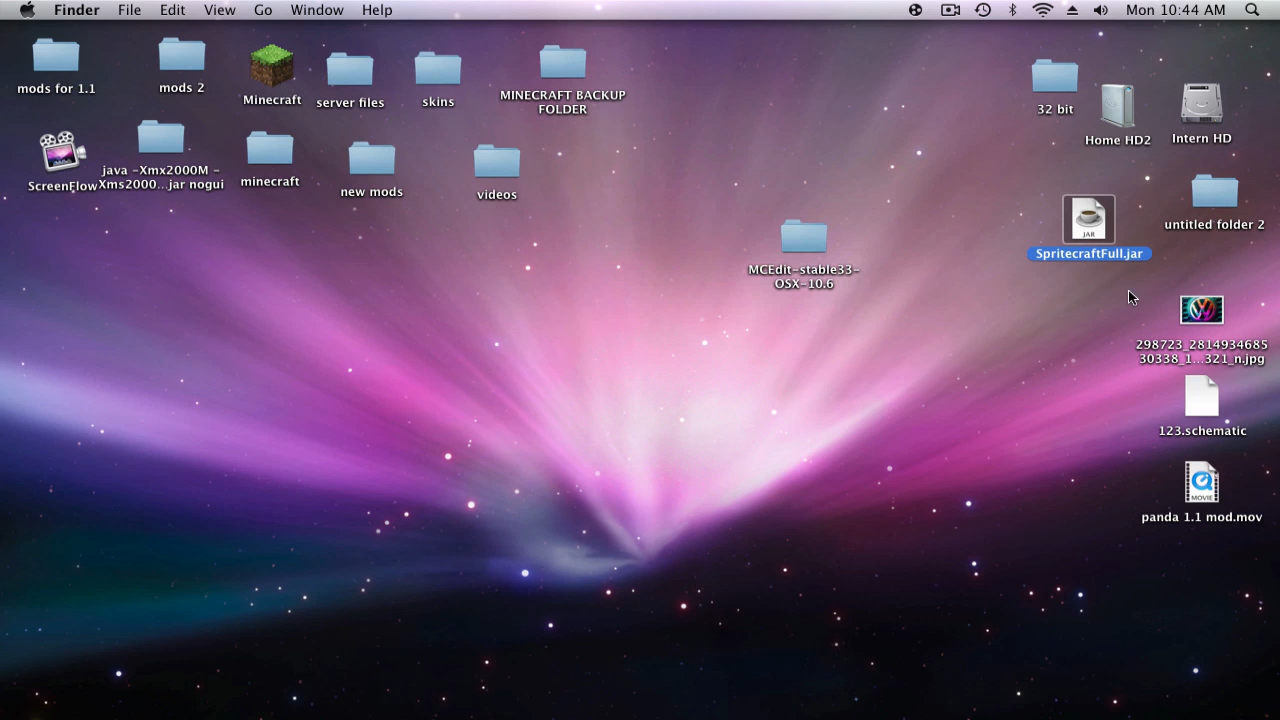 Finder File Edit View Go Window Help Mon 10:44 AM
mods for 1.1
mods 2
Minecraft
server files
skins
MINECRAFT BACKUP
FOLDER
32 bit
Home HD2
Intern HD
ScreenFlow
java -Xmx2000M -
Xms2000...jar nogui
minecraft
new mods
videos
untitled folder 2
JAR
SpritecraftFull.jar
MCEdit-stable33-
OSX-10.6
298723_2814934685
30338_1...321_n.jpg
123.schematic
MOVIE
panda 1.1 mod.mov